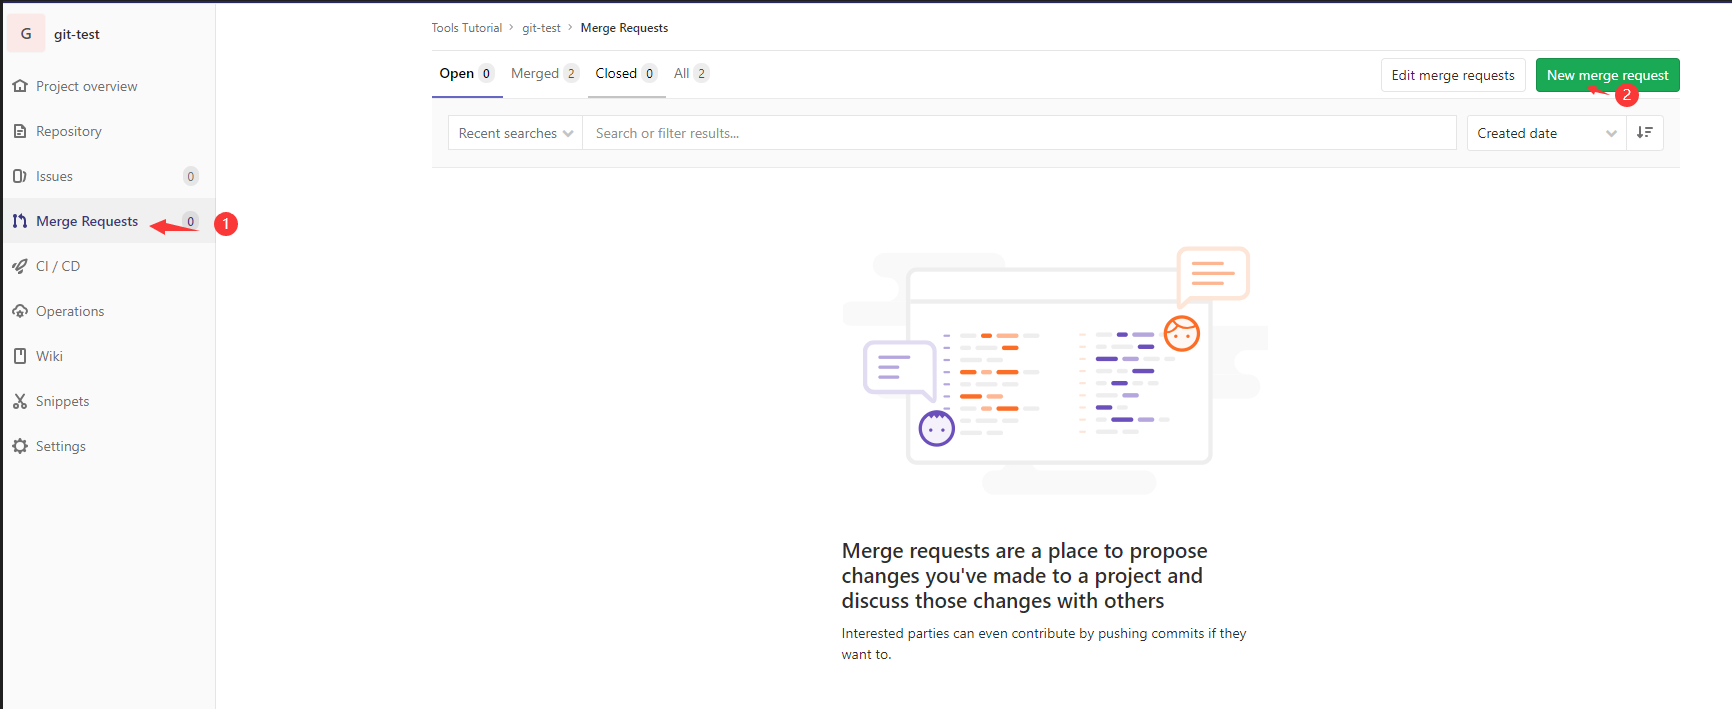 G git-test
Project overview
Repository
Issues 0
Merge Requests 0 1
CI / CD
Operations
Wiki
Snippets
Settings
Tools Tutorial › git-test › Merge Requests
Open 0 Merged 2 Closed 0 All 2
Edit merge requests
New merge request
2
Recent searches
Search or filter results...
Created date
Merge requests are a place to propose
changes you've made to a project and
discuss those changes with others
Interested parties can even contribute by pushing commits if they
want to.